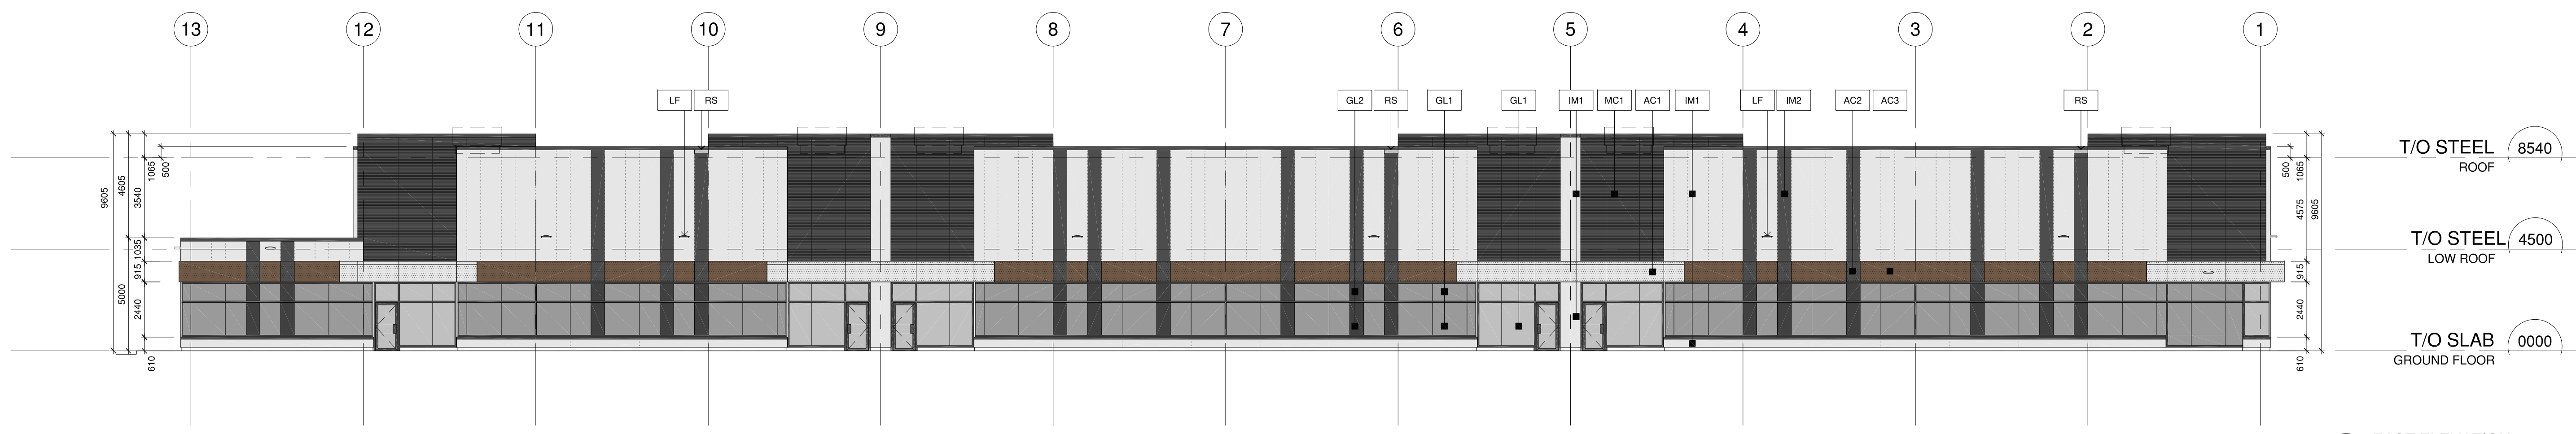 13 12 11 10 9 8 7 6 5 4 3 2 1
LF RS GL2 RS GL1 GL1 IM1 MC1 AC1 IM1 LF IM2 AC2 AC3 RS
T/O STEEL 8540
ROOF
T/O STEEL 4500
LOW ROOF
T/O SLAB 0000
GROUND FLOOR
9605
4605
5000
3540
1035
915
2440
610
1065
500
500
1065
4575
915
2440
610
9605